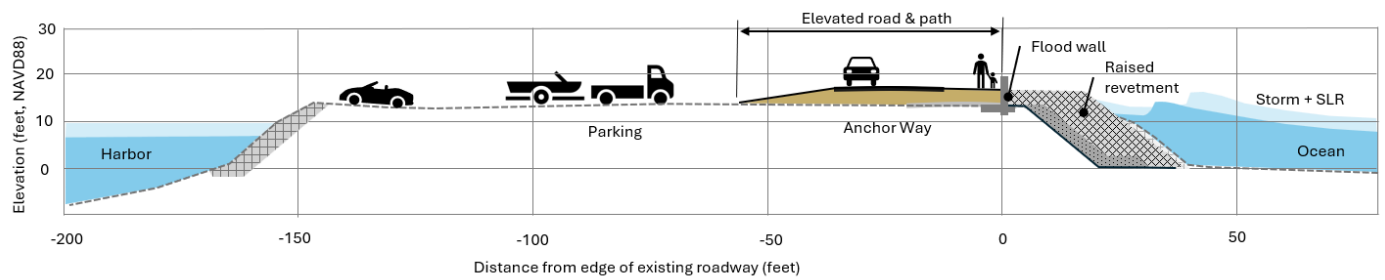 Elevated road & path
Elevation (feet, NAVD88)
30
20
10
0
-10
Flood wall
Raised
revetment
Storm + SLR
Parking
Anchor Way
Harbor
Ocean
-200
-150
-100
-50
0
50
Distance from edge of existing roadway (feet)